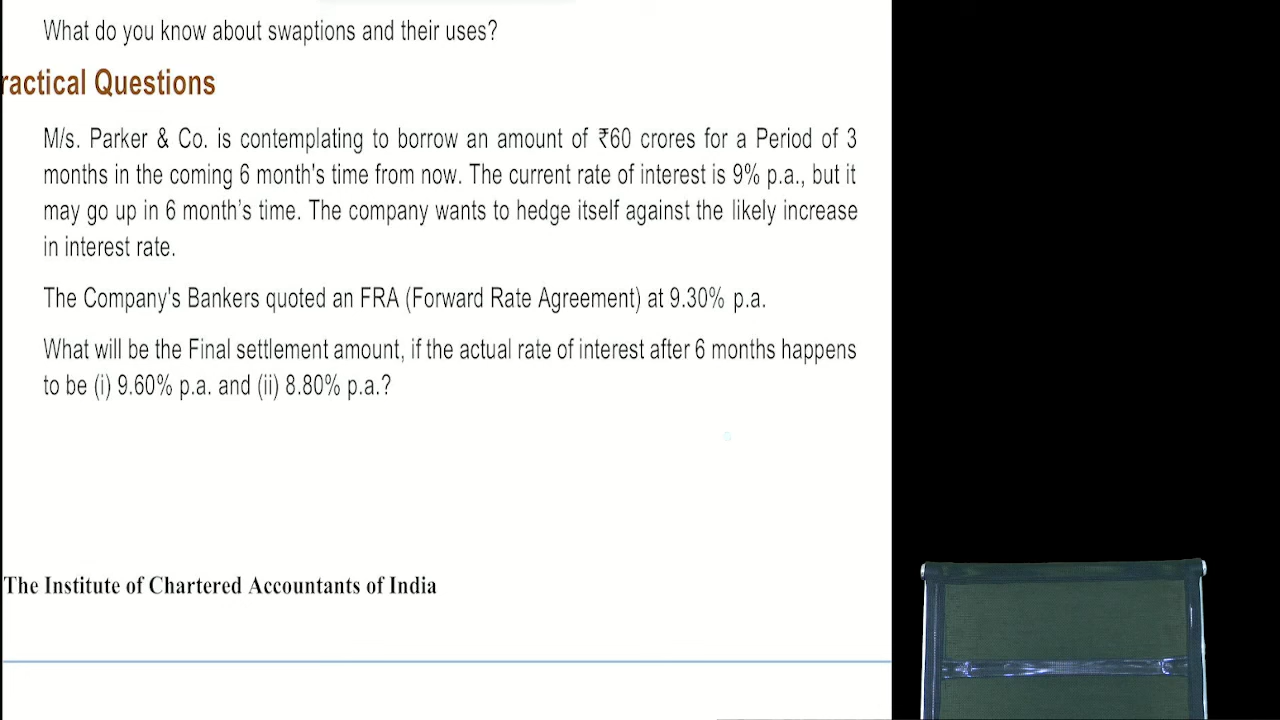 What do you know about swaptions and their uses?
ractical Questions
M/s. Parker & Co. is contemplating to borrow an amount of ₹60 crores for a Period of 3
months in the coming 6 month's time from now. The current rate of interest is 9% p.a., but it
may go up in 6 month's time. The company wants to hedge itself against the likely increase
in interest rate.
The Company's Bankers quoted an FRA (Forward Rate Agreement) at 9.30% p.a.
What will be the Final settlement amount, if the actual rate of interest after 6 months happens
to be (i) 9.60% p.a. and (ii) 8.80% p.a.?
The Institute of Chartered Accountants of India